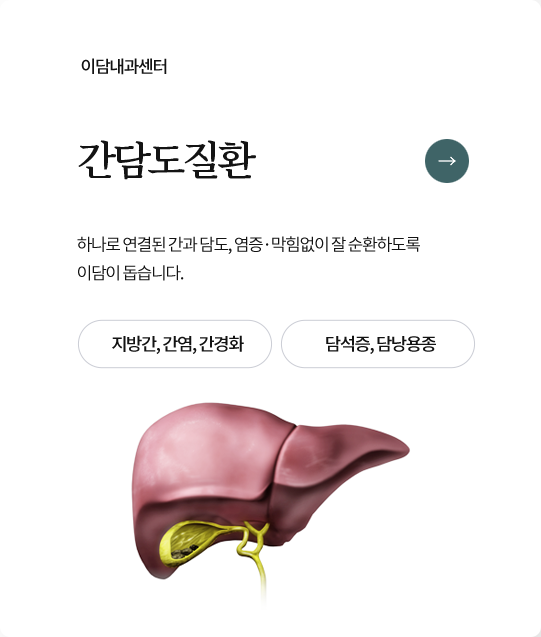 이담내과센터
간담도질환
→
하나로 연결된 간과 담도, 염증·막힘없이 잘 순환하도록
이담이 돕습니다.
지방간, 간염, 간경화
담석증, 담낭용종